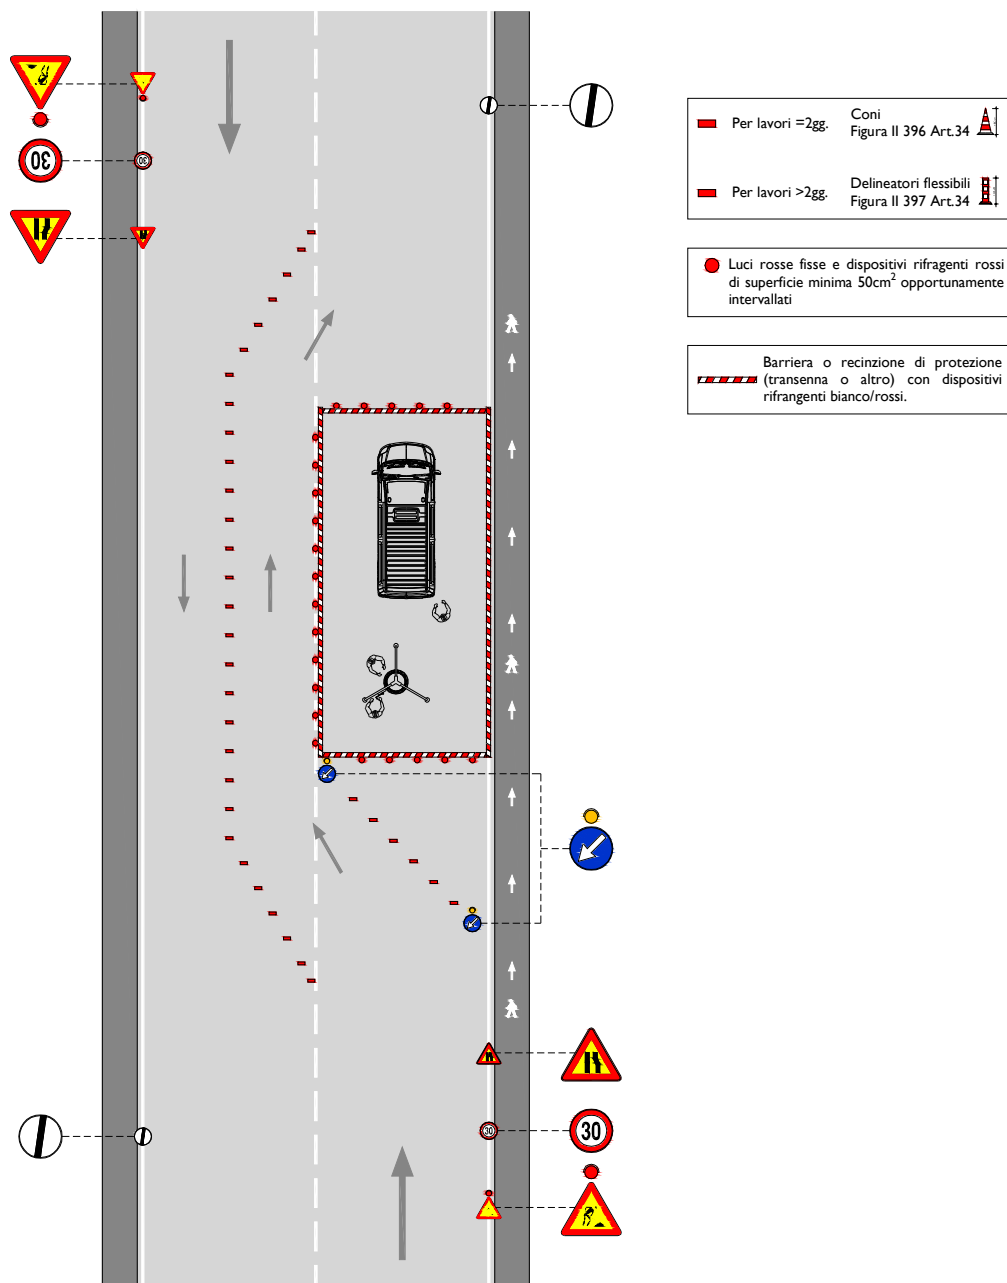 30
30
Per lavori =2gg.
Coni
Figura II 396 Art.34
Per lavori >2gg.
Delineatori flessibili
Figura II 397 Art.34
Luci rosse fisse e dispositivi rifragenti rossi
di superficie minima 50cm² opportunamente
intervallati
Barriera o recinzione di protezione
(transenna o altro) con dispositivi
rifrangenti bianco/rossi.
30
30